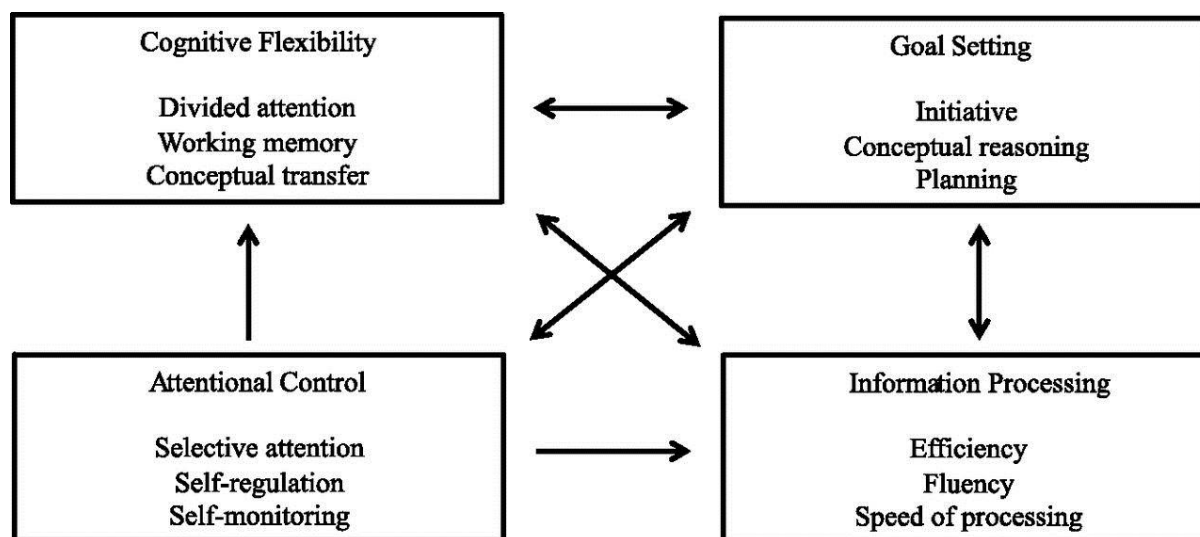 Cognitive Flexibility
Divided attention
Working memory
Conceptual transfer
Goal Setting
Initiative
Conceptual reasoning
Planning
Attentional Control
Selective attention
Self-regulation
Self-monitoring
Information Processing
Efficiency
Fluency
Speed of processing